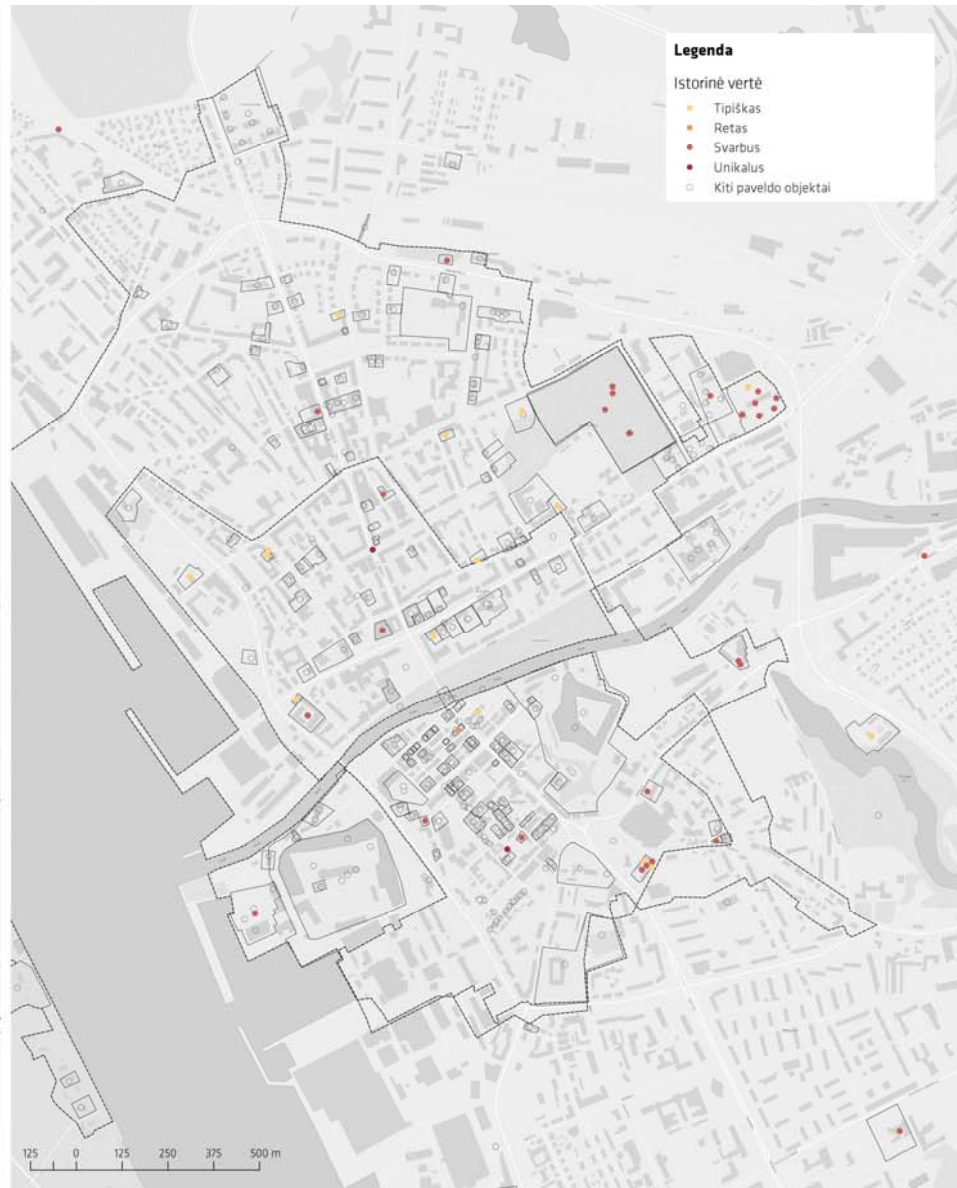 Legenda
Istorinė vertė
Tipiškas
Retas
Svarbus
Unikalus
Kiti paveldo objektai
125 0 125 250 375 500 m